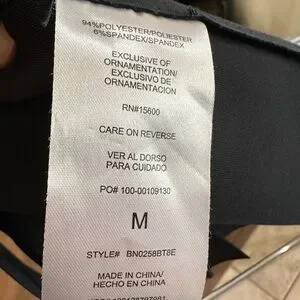 94%POLYESTER/POLIESTER
6%SPANDEX/SPANDEX
EXCLUSIVE OF
ORNAMENTATION/
EXCLUSIVO DE
ORNAMENTACION
RN#15600
CARE ON REVERSE
VER AL DORSO
PARA CUIDADO
PO# 100-00109130
M
STYLE# BN0258BT8E
MADE IN CHINA/
HECHO EN CHINA